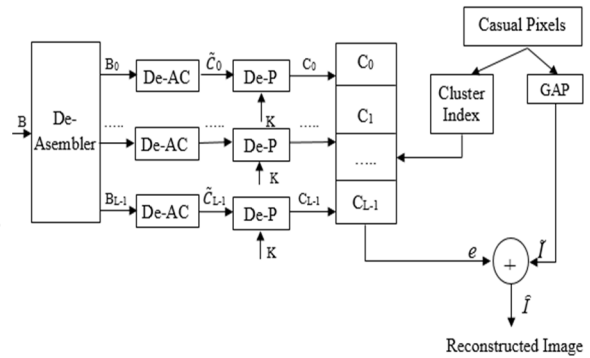 Casual Pixels
B
De-Asembler
B0
De-AC
C̃0
De-P
C0
C0
K
Cluster
Index
GAP
.....
De-AC
.....
De-P
.....
C1
K
.....
BL-1
De-AC
C̃L-1
De-P
CL-1
CL-1
K
e
+
Ĩ
Î
Reconstructed Image